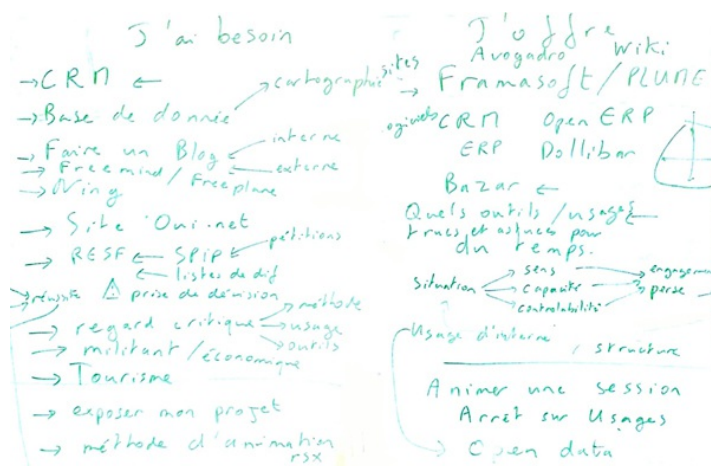 J'ai besoin
→ CRM ←
→ Base de donnée → cartographie
→ Faire un Blog ← interne
← externe
→ Freemind / Freeplane
→ Ning
→ Site Oui.net
→ RESF ← SPIP ← pétitions
← listes de dif
→ réussite ⚠ prise de décision
→ regard critique → méthode
→ usage
→ outils
→ militant / économique
→ Tourisme
→ exposer mon projet
→ méthode d'animation
rsx
J'offre
Avogadro Wiki
sites → Framasoft / PLUME
logiciels CRM Open ERP
ERP Dollibar
Bazar ←
Quels outils / usages ←
trucs et astuces pour
du temps.
situation → sens → engagement
→ capacité →
→ controlabilité →
Usage d'interne
/ structure
Animer une session
Arrêt sur Usages
→ Open data